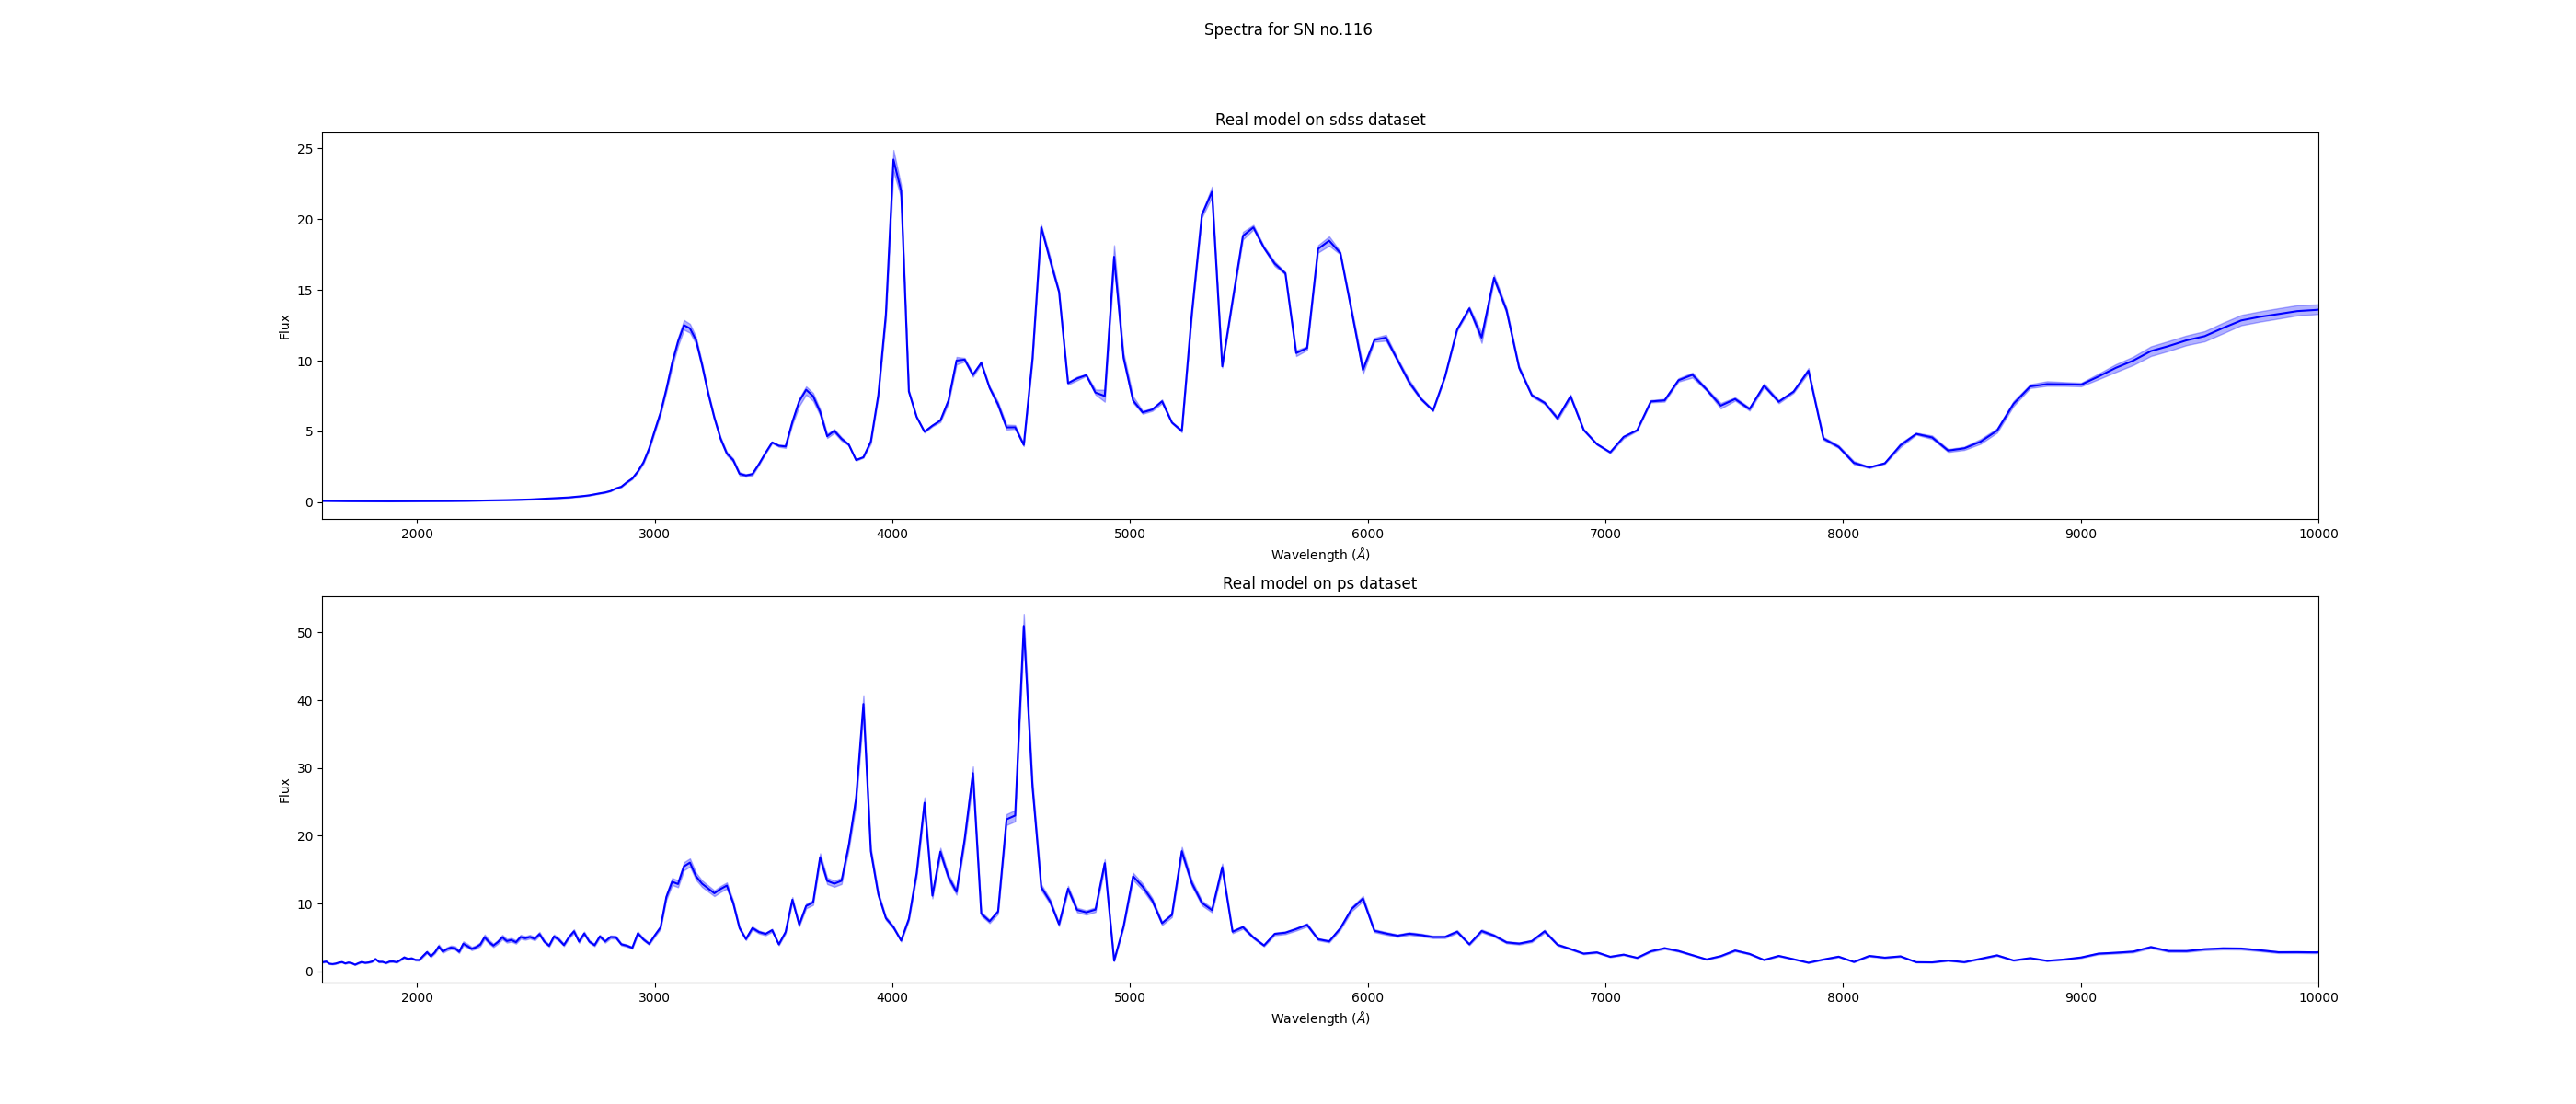 Spectra for SN no.116
Real model on sdss dataset
25
20
15
10
5
0
Flux
2000 3000 4000 5000 6000 7000 8000 9000 10000
Wavelength (Å)
Real model on ps dataset
50
40
30
20
10
0
Flux
2000 3000 4000 5000 6000 7000 8000 9000 10000
Wavelength (Å)